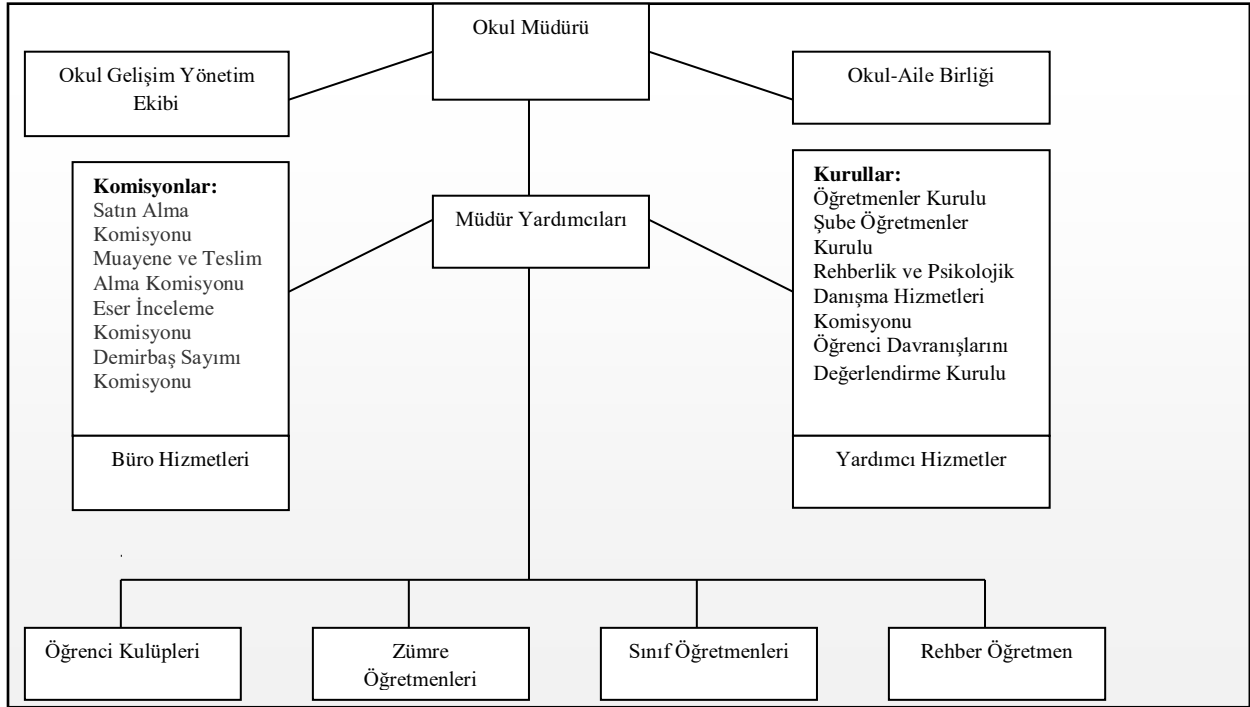 Okul Müdürü
Okul Gelişim Yönetim
Ekibi
Okul-Aile Birliği
Komisyonlar:
Satın Alma
Komisyonu
Muayene ve Teslim
Alma Komisyonu
Eser İnceleme
Komisyonu
Demirbaş Sayımı
Komisyonu
Müdür Yardımcıları
Kurullar:
Öğretmenler Kurulu
Şube Öğretmenler
Kurulu
Rehberlik ve Psikolojik
Danışma Hizmetleri
Komisyonu
Öğrenci Davranışlarını
Değerlendirme Kurulu
Büro Hizmetleri
Yardımcı Hizmetler
Öğrenci Kulüpleri
Zümre
Öğretmenleri
Sınıf Öğretmenleri
Rehber Öğretmen